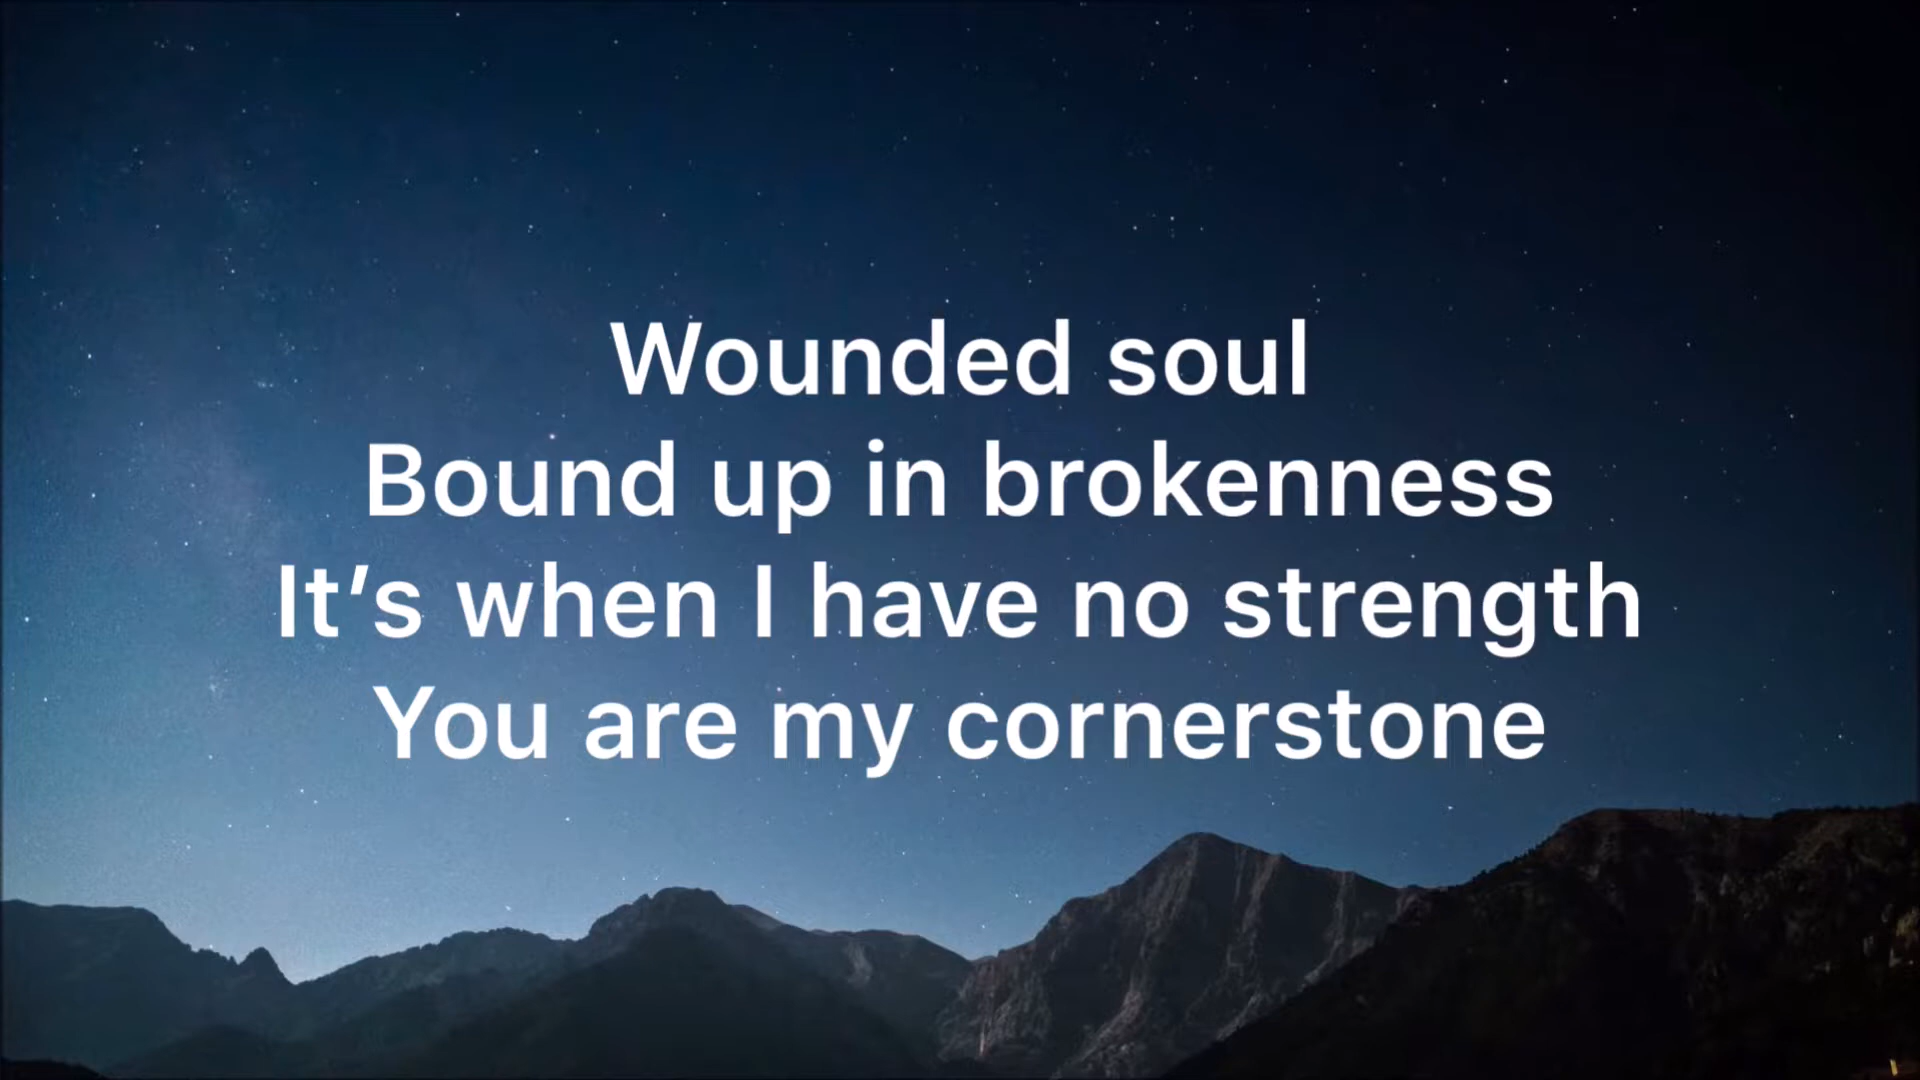 Wounded soul
Bound up in brokenness
It’s when I have no strength
You are my cornerstone